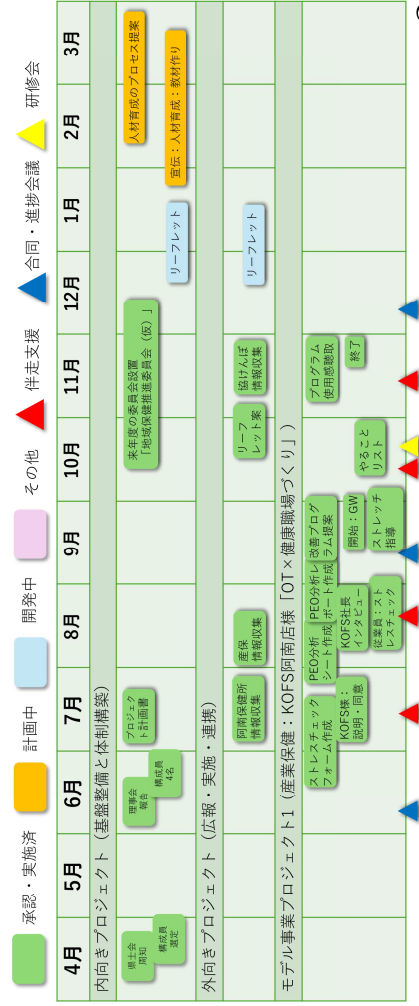 承認・実施済
計画中
開発中
その他
伴走支援
合同・進捗会議
研修会
4月
5月
6月
7月
8月
9月
10月
11月
12月
1月
2月
3月
内向きプロジェクト（基盤整備と体制構築）
県士会
周知
構成員
選定
理事会
報告
構成員
4名
プロジェク
ト計画書
来年度の委員会設置
「地域保健推進委員会（仮）」
リーフレット
人材育成のプロセス提案
宣伝：人材育成：教材作り
外向きプロジェクト（広報・実施・連携）
阿南保健所
情報収集
産保
情報収集
リーフ
レット案
協けんぽ
情報収集
リーフレット
モデル事業プロジェクト1（産業保健：KOFS阿南店様「OT×健康職場づくり」）
ストレスチェック
フォーム作成
KOFS様：
説明・同意
PEO分析
シート作成
KOFS社長
インタビュー
従業員：スト
レスチェック
PEO分析レ
ポート作成
改善プログ
ラム提案
開始：GW
ストレッチ
指導
やること
リスト
プログラム
使用感聴取
終了